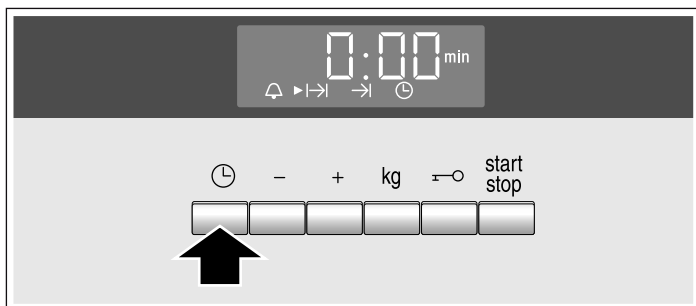 0:00 min
− + kg start
stop